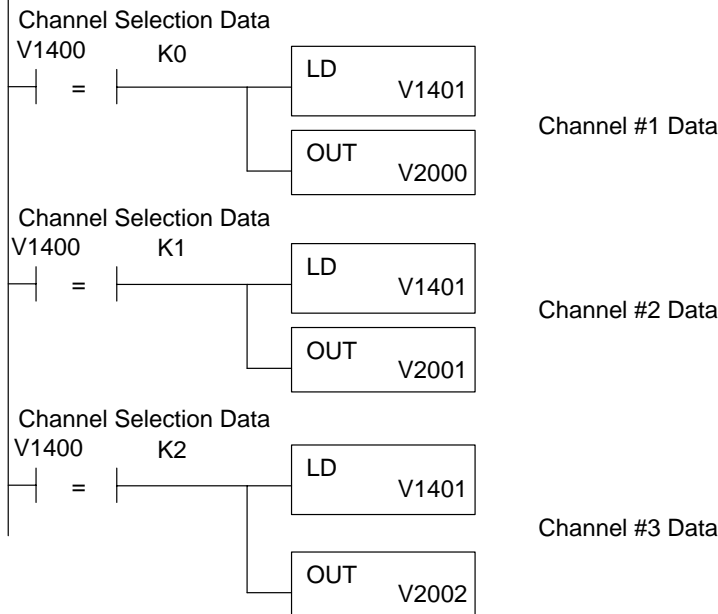 Channel Selection Data
V1400 K0
=
LD
V1401
Channel #1 Data
OUT
V2000
Channel Selection Data
V1400 K1
=
LD
V1401
Channel #2 Data
OUT
V2001
Channel Selection Data
V1400 K2
=
LD
V1401
Channel #3 Data
OUT
V2002